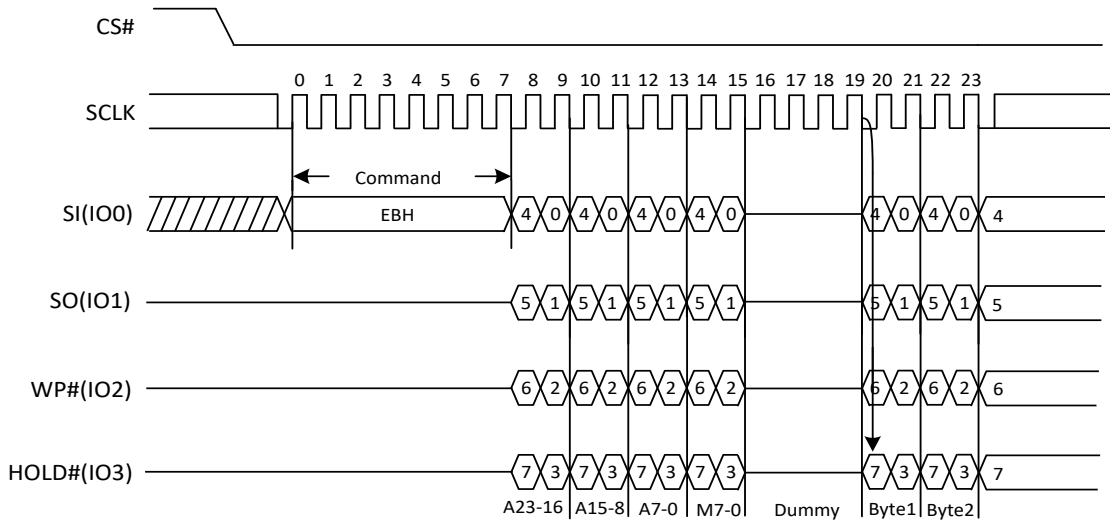 CS#
0 1 2 3 4 5 6 7 8 9 10 11 12 13 14 15 16 17 18 19 20 21 22 23
SCLK
Command
SI(IO0) EBH 4 0 4 0 4 0 4 0 4 0 4 0 4
SO(IO1) 5 1 5 1 5 1 5 1 5 1 5 1 5
WP#(IO2) 6 2 6 2 6 2 6 2 6 2 6 2 6
HOLD#(IO3) 7 3 7 3 7 3 7 3 7 3 7 3 7
A23-16 A15-8 A7-0 M7-0 Dummy Byte1 Byte2